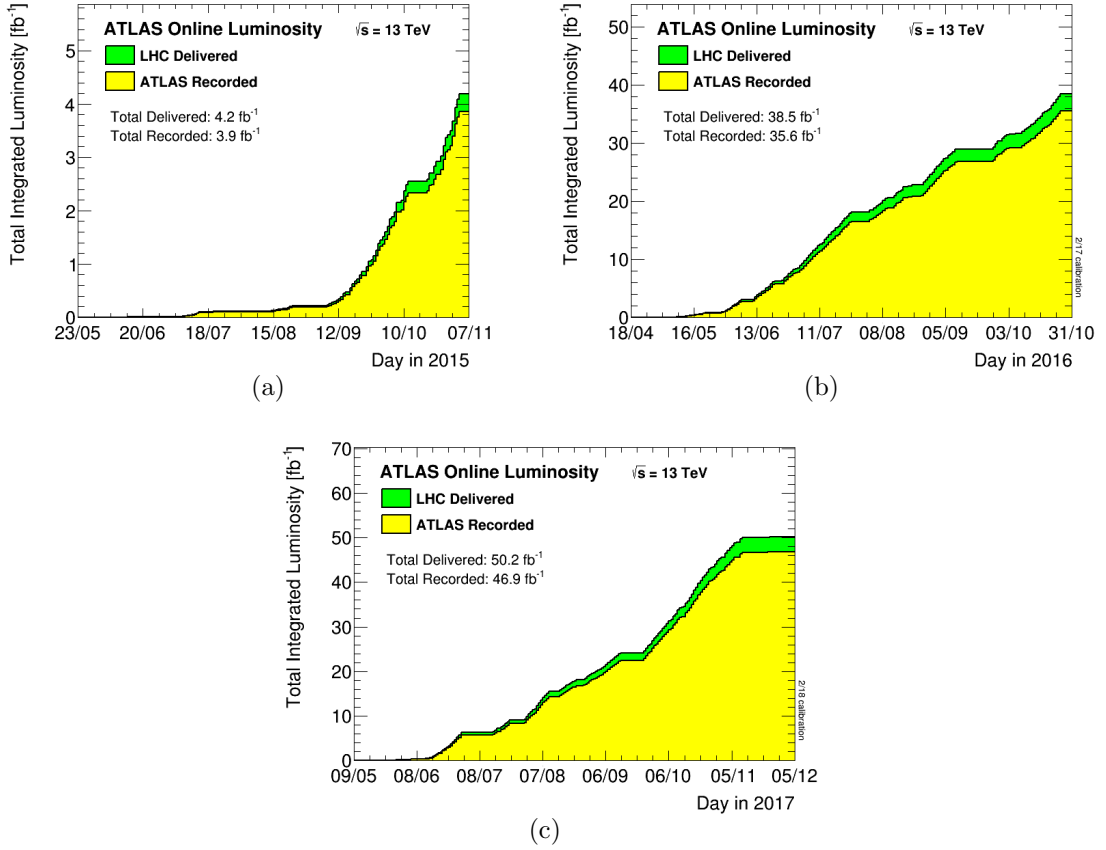 Total Integrated Luminosity [fb⁻¹]
ATLAS Online Luminosity √s = 13 TeV
LHC Delivered
ATLAS Recorded
Total Delivered: 4.2 fb⁻¹
Total Recorded: 3.9 fb⁻¹
5
4
3
2
1
0
23/05 20/06 18/07 15/08 12/09 10/10 07/11
Day in 2015
(a)
Total Integrated Luminosity [fb⁻¹]
ATLAS Online Luminosity √s = 13 TeV
LHC Delivered
ATLAS Recorded
Total Delivered: 38.5 fb⁻¹
Total Recorded: 35.6 fb⁻¹
50
40
30
20
10
0
2/17 calibration
18/04 16/05 13/06 11/07 08/08 05/09 03/10 31/10
Day in 2016
(b)
Total Integrated Luminosity [fb⁻¹]
ATLAS Online Luminosity √s = 13 TeV
LHC Delivered
ATLAS Recorded
Total Delivered: 50.2 fb⁻¹
Total Recorded: 46.9 fb⁻¹
70
60
50
40
30
20
10
0
2/18 calibration
09/05 08/06 08/07 07/08 06/09 06/10 05/11 05/12
Day in 2017
(c)